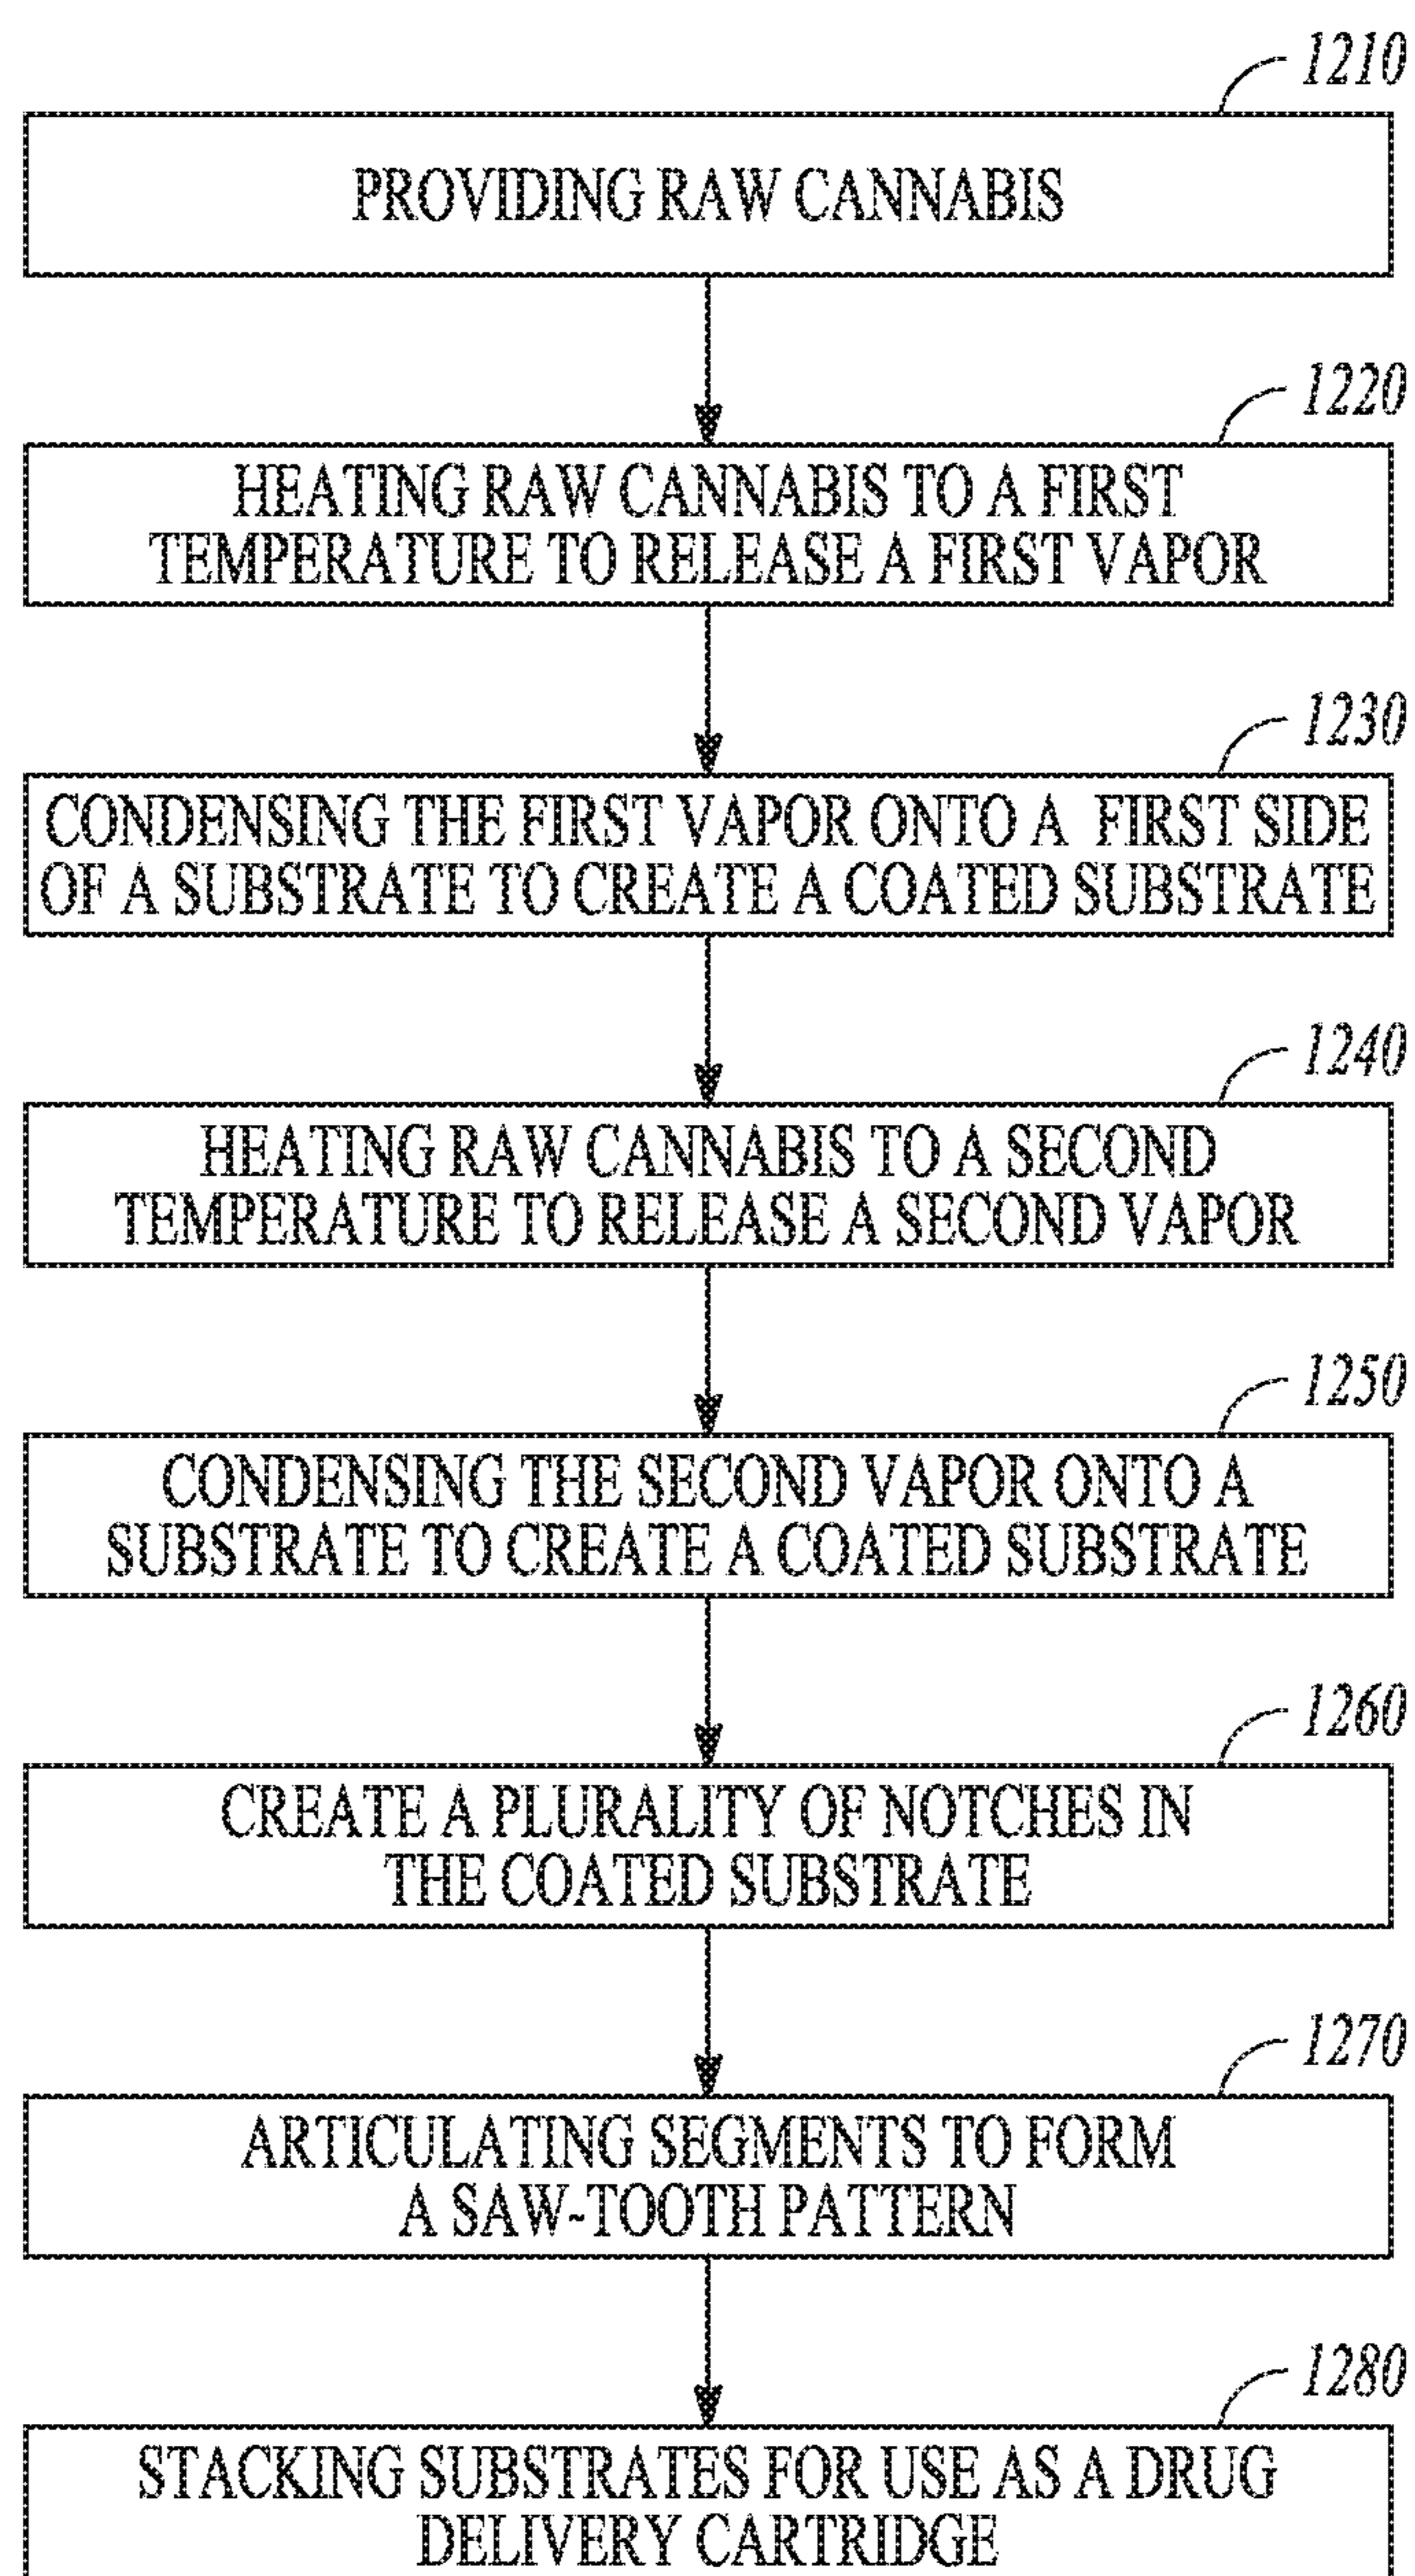 1210
PROVIDING RAW CANNABIS
1220
HEATING RAW CANNABIS TO A FIRST
TEMPERATURE TO RELEASE A FIRST VAPOR
1230
CONDENSING THE FIRST VAPOR ONTO A FIRST SIDE
OF A SUBSTRATE TO CREATE A COATED SUBSTRATE
1240
HEATING RAW CANNABIS TO A SECOND
TEMPERATURE TO RELEASE A SECOND VAPOR
1250
CONDENSING THE SECOND VAPOR ONTO A
SUBSTRATE TO CREATE A COATED SUBSTRATE
1260
CREATE A PLURALITY OF NOTCHES IN
THE COATED SUBSTRATE
1270
ARTICULATING SEGMENTS TO FORM
A SAW-TOOTH PATTERN
1280
STACKING SUBSTRATES FOR USE AS A DRUG
DELIVERY CARTRIDGE